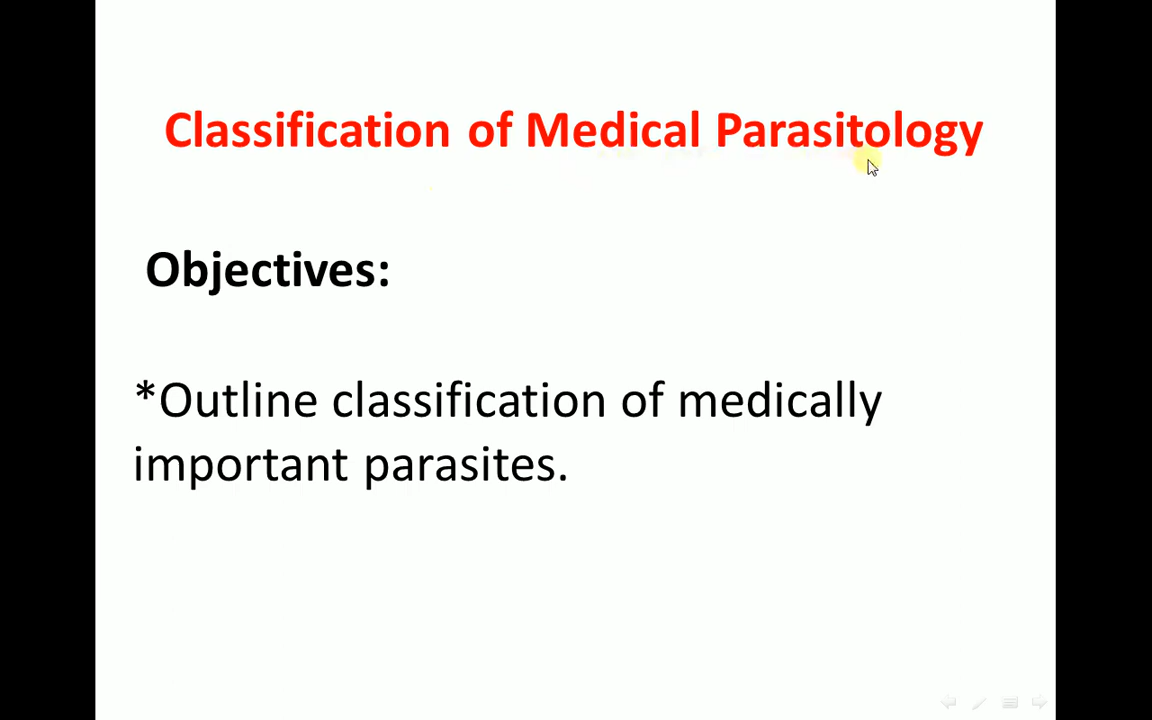 Classification of Medical Parasitology
Objectives:
*Outline classification of medically
important parasites.